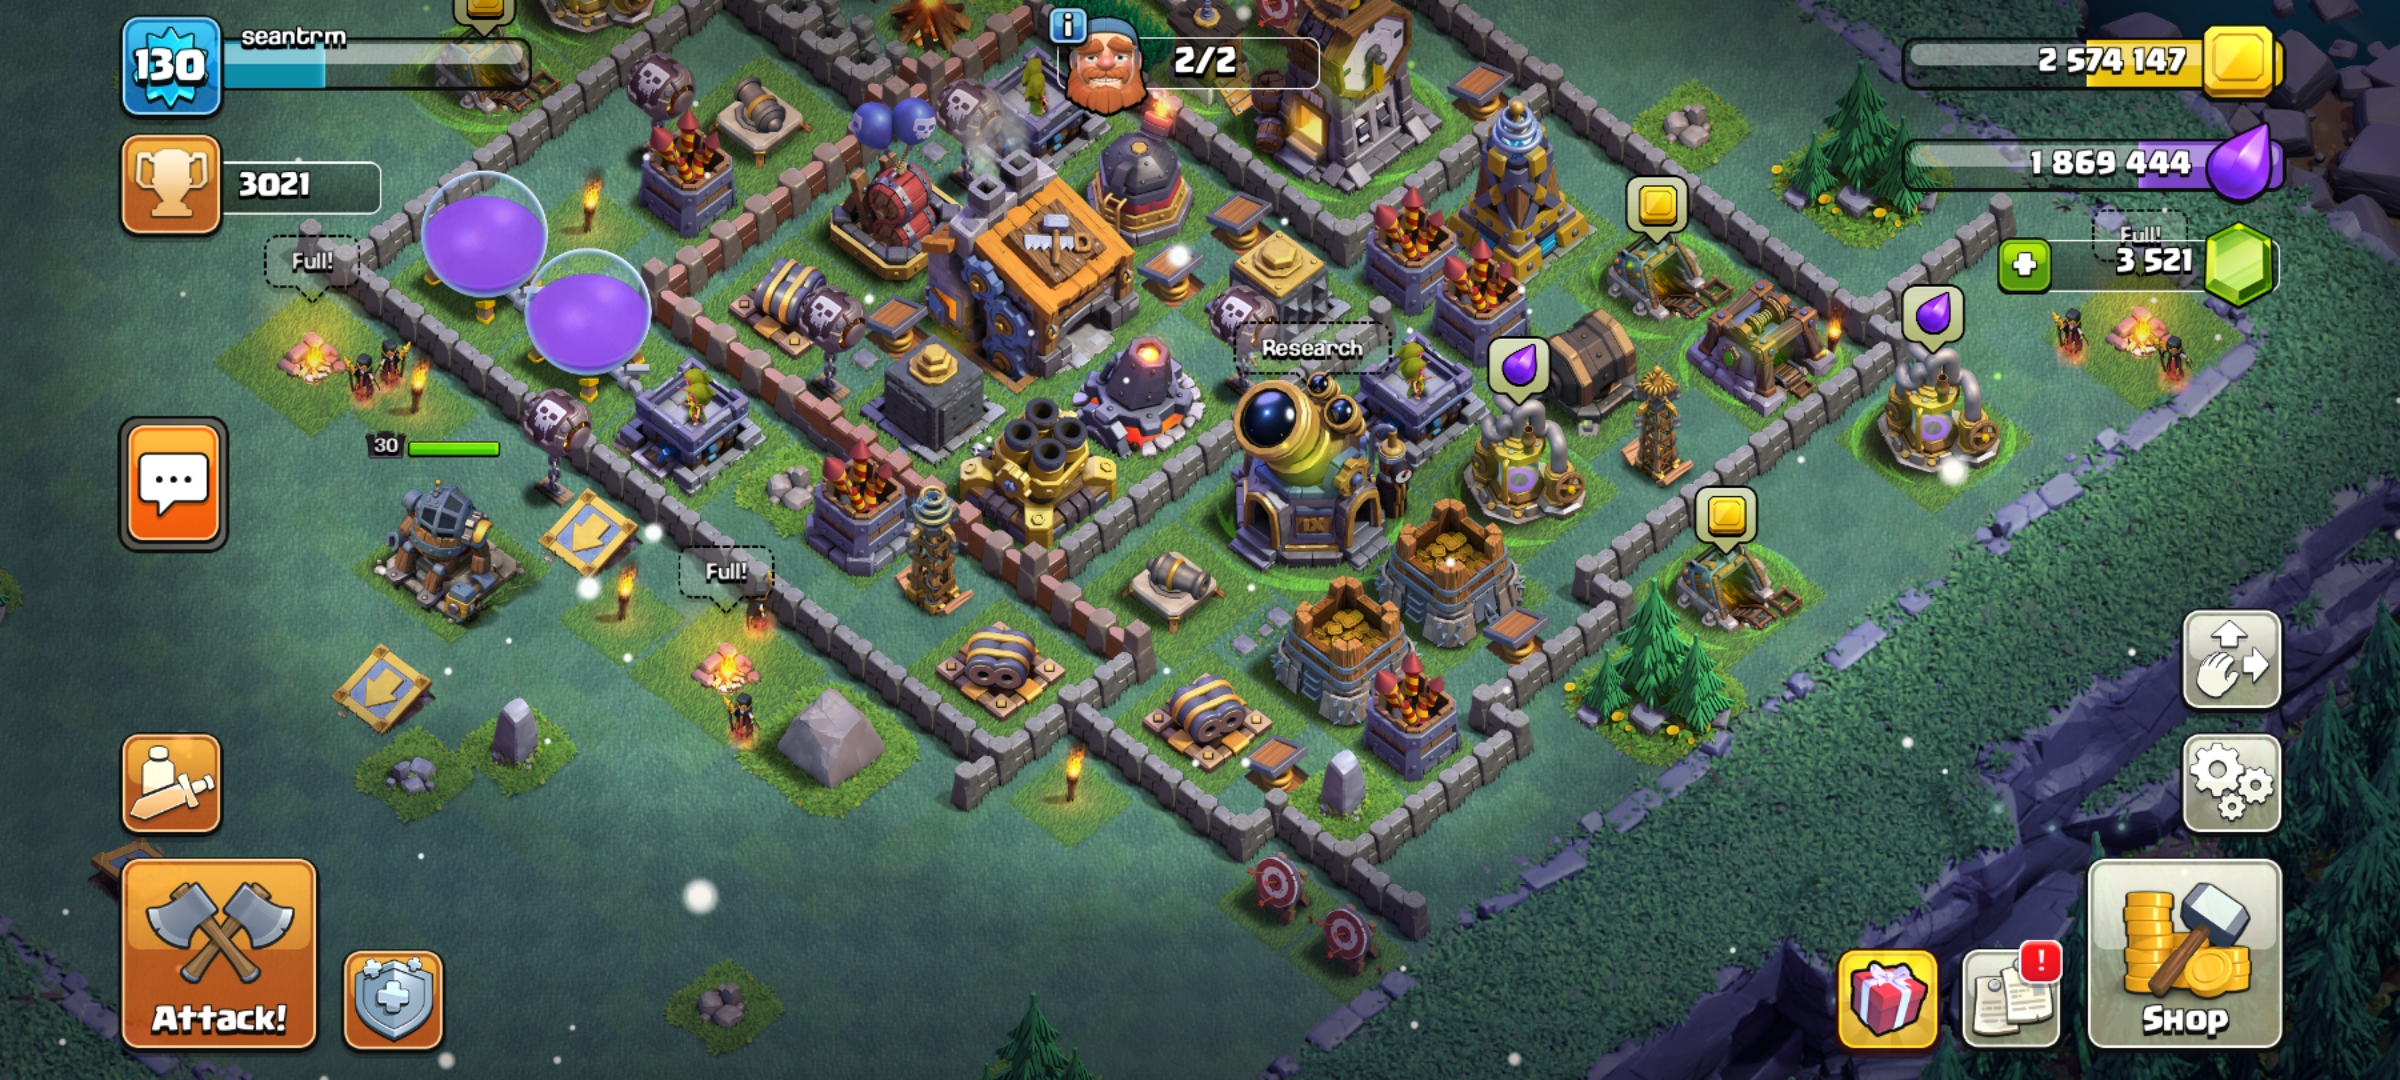 130
seantrm
2/2
2 574 147
3021
1 869 444
Full!
Full!
3 521
Research
30
Full!
IX
Attack!
!
Shop